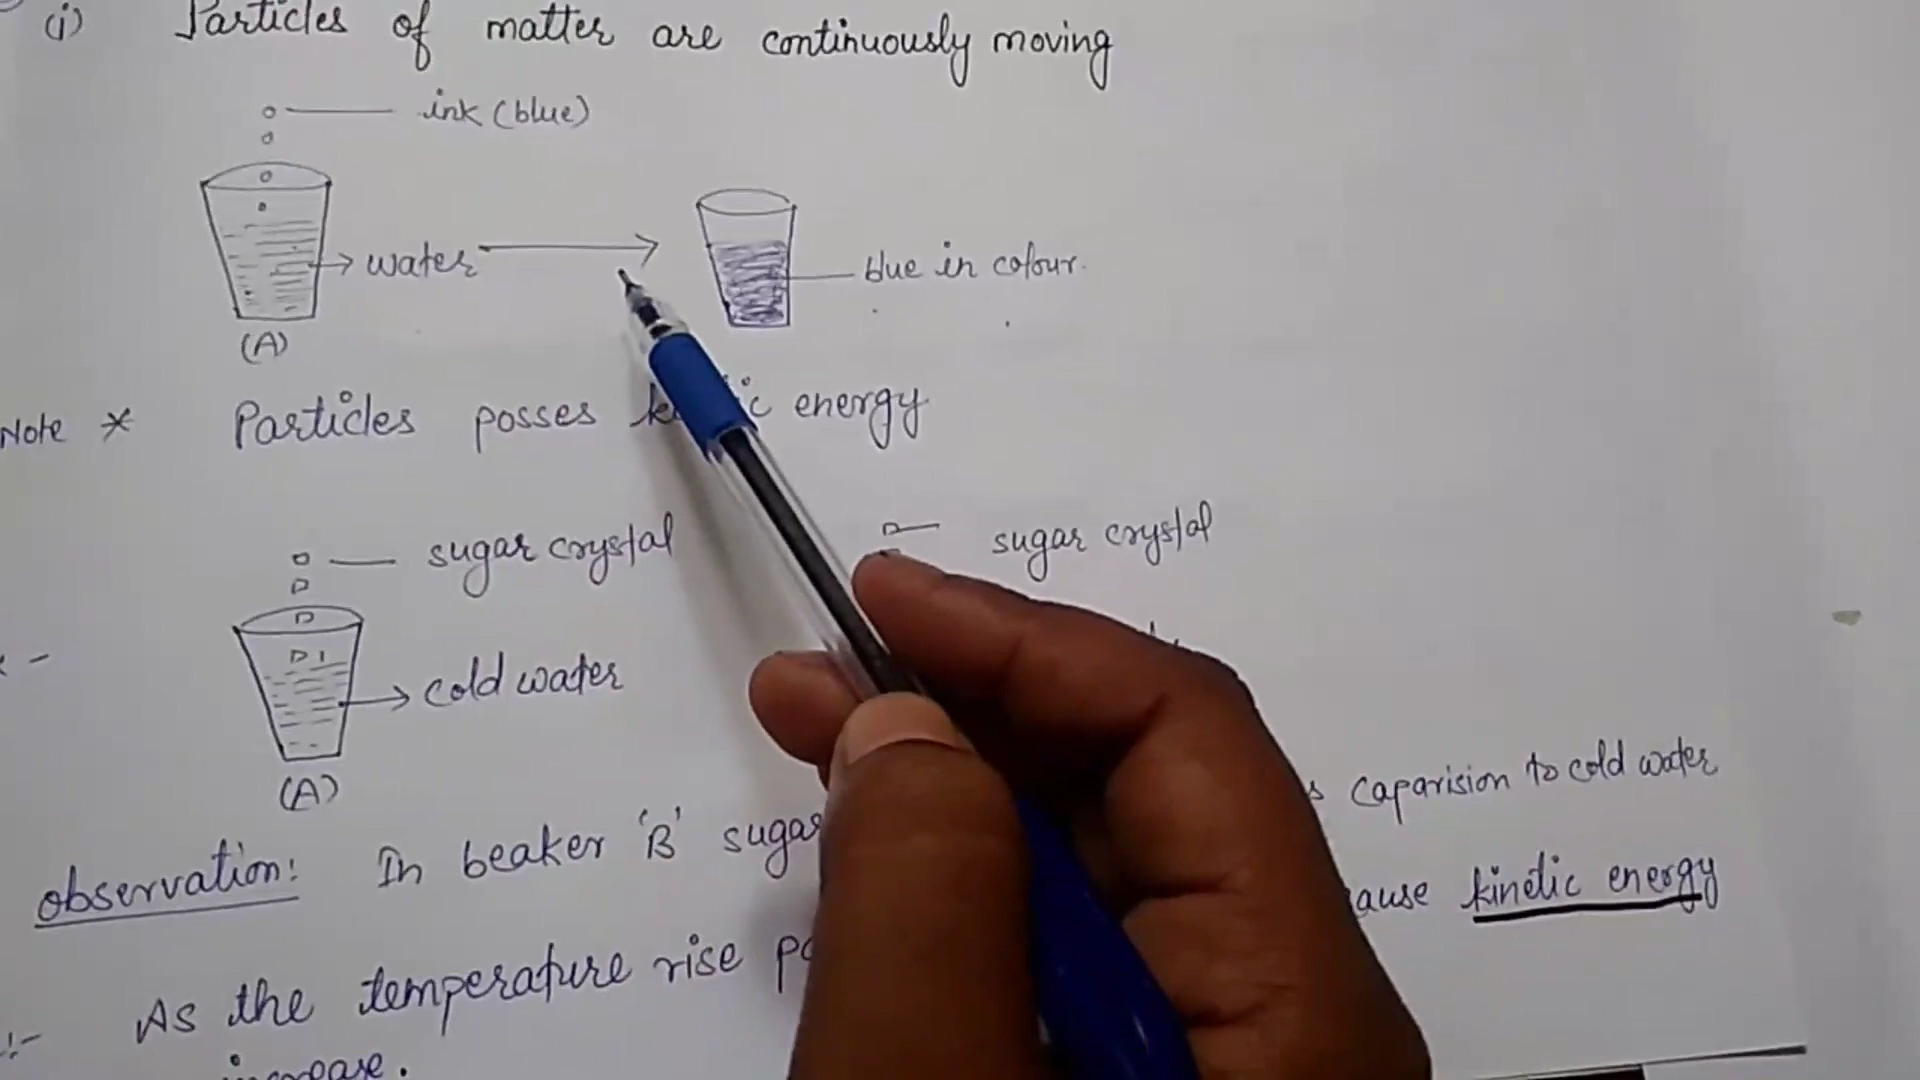 (i) Particles of matter are continuously moving
ink (blue)
water
blue in colour.
(A)
Note * Particles posses energy
sugar crystal
sugar crystal
cold water
(A)
observation: In beaker 'B' sugar caparision to cold water
kinetic energy
As the temperature rise
increase.